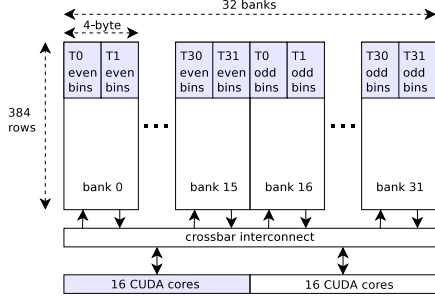 32 banks
4-byte
T0 even bins
T1 even bins
T30 even bins
T31 even bins
T0 odd bins
T1 odd bins
T30 odd bins
T31 odd bins
384 rows
bank 0
bank 15
bank 16
bank 31
crossbar interconnect
16 CUDA cores
16 CUDA cores